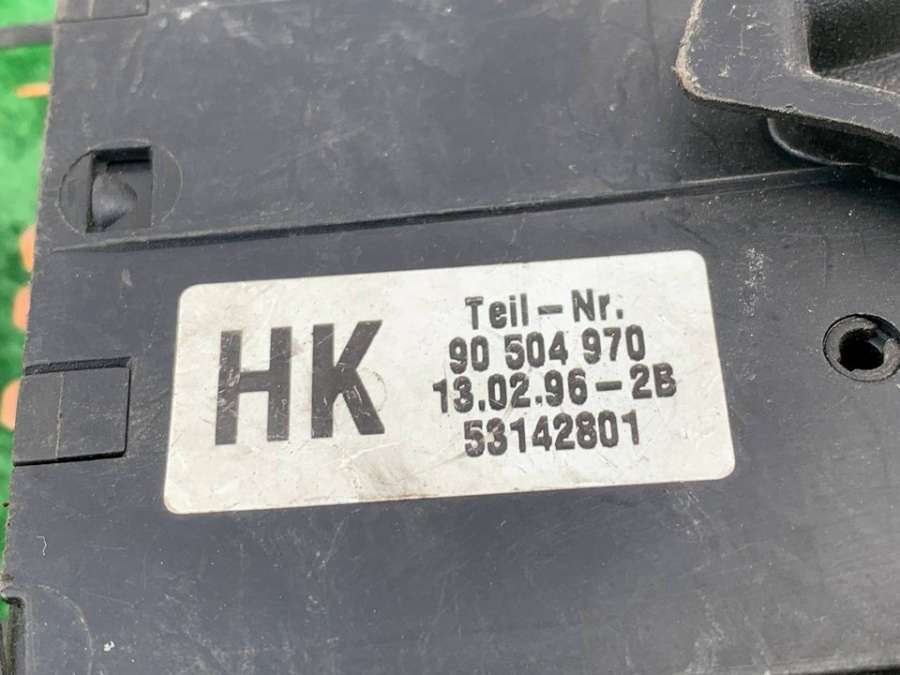 HK
Teil-Nr.
90 504 970
13.02.96-2B
53142801